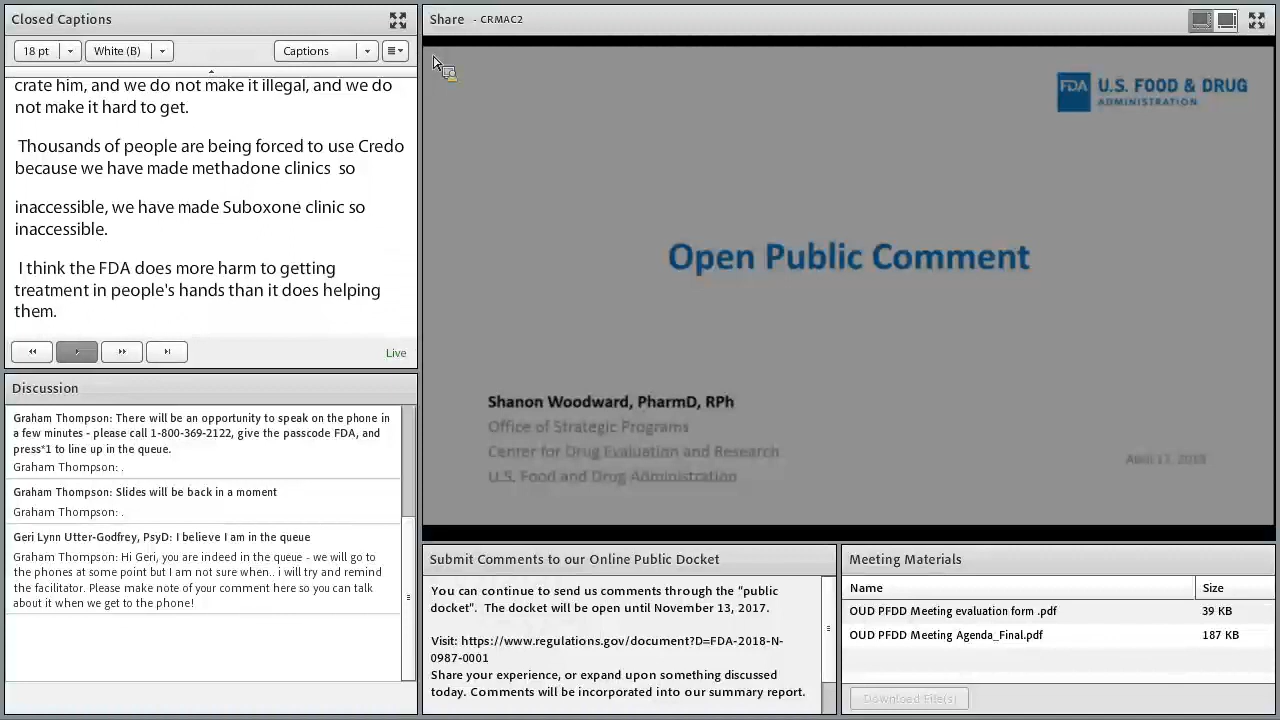 Closed Captions
18 pt
White (B)
Captions
crate him, and we do not make it illegal, and we do
not make it hard to get.
Thousands of people are being forced to use Credo
because we have made methadone clinics so
inaccessible, we have made Suboxone clinic so
inaccessible.
I think the FDA does more harm to getting
treatment in people's hands than it does helping
them.
Live
Discussion
Graham Thompson: There will be an opportunity to speak on the phone in
a few minutes - please call 1-800-369-2122, give the passcode FDA, and
press*1 to line up in the queue.
Graham Thompson: .
Graham Thompson: Slides will be back in a moment
Graham Thompson: .
Geri Lynn Utter-Godfrey, PsyD: I believe I am in the queue
Graham Thompson: Hi Geri, you are indeed in the queue - we will go to
the phones at some point but I am not sure when.. i will try and remind
the facilitator. Please make note of your comment here so you can talk
about it when we get to the phone!
Share - CRMAC2
FDA U.S. FOOD & DRUG
ADMINISTRATION
Open Public Comment
Shanon Woodward, PharmD, RPh
Office of Strategic Programs
Center for Drug Evaluation and Research
U.S. Food and Drug Administration
April 17, 2018
Submit Comments to our Online Public Docket
You can continue to send us comments through the "public
docket". The docket will be open until November 13, 2017.
Visit: https://www.regulations.gov/document?D=FDA-2018-N-
0987-0001
Share your experience, or expand upon something discussed
today. Comments will be incorporated into our summary report.
Meeting Materials
Name Size
OUD PFDD Meeting evaluation form .pdf 39 KB
OUD PFDD Meeting Agenda_Final.pdf 187 KB
Download File(s)